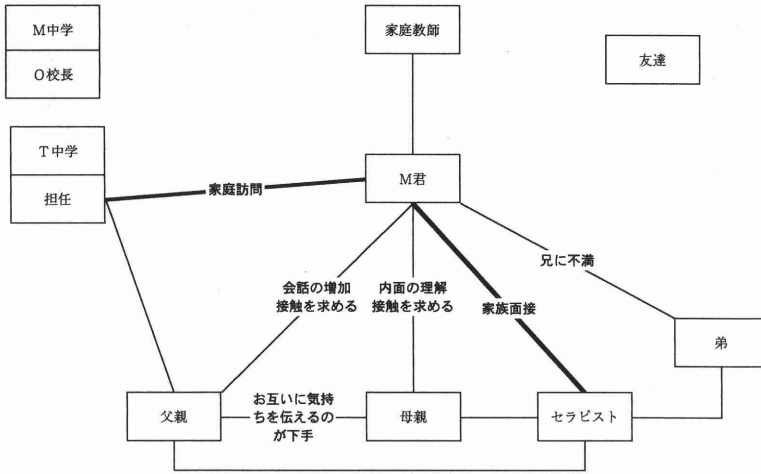 M中学
O校長
家庭教師
友達
T中学
担任
家庭訪問
M君
兄に不満
会話の増加
接触を求める
内面の理解
接触を求める
家族面接
弟
父親
お互いに気持
ちを伝えるの
が下手
母親
セラピスト